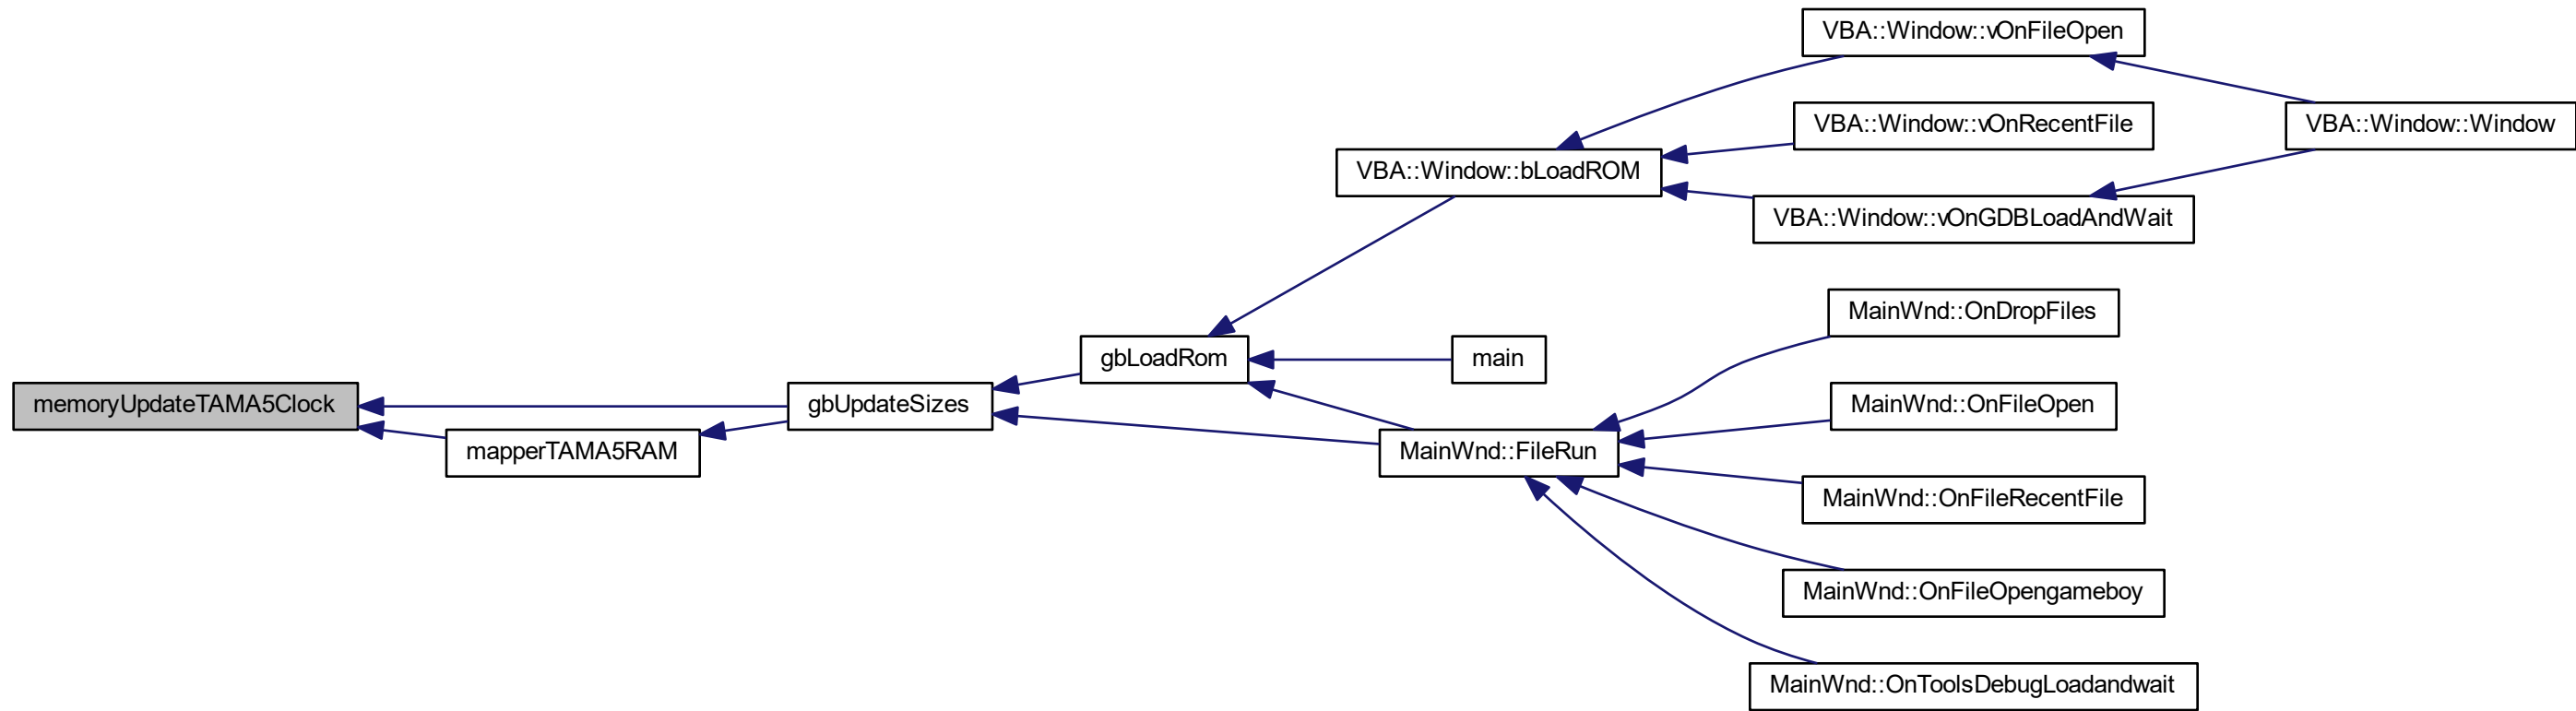 VBA::Window::vOnFileOpen
VBA::Window::vOnRecentFile
VBA::Window::Window
VBA::Window::bLoadROM
VBA::Window::vOnGDBLoadAndWait
MainWnd::OnDropFiles
gbLoadRom
main
memoryUpdateTAMA5Clock
gbUpdateSizes
MainWnd::OnFileOpen
mapperTAMA5RAM
MainWnd::FileRun
MainWnd::OnFileRecentFile
MainWnd::OnFileOpengameboy
MainWnd::OnToolsDebugLoadandwait